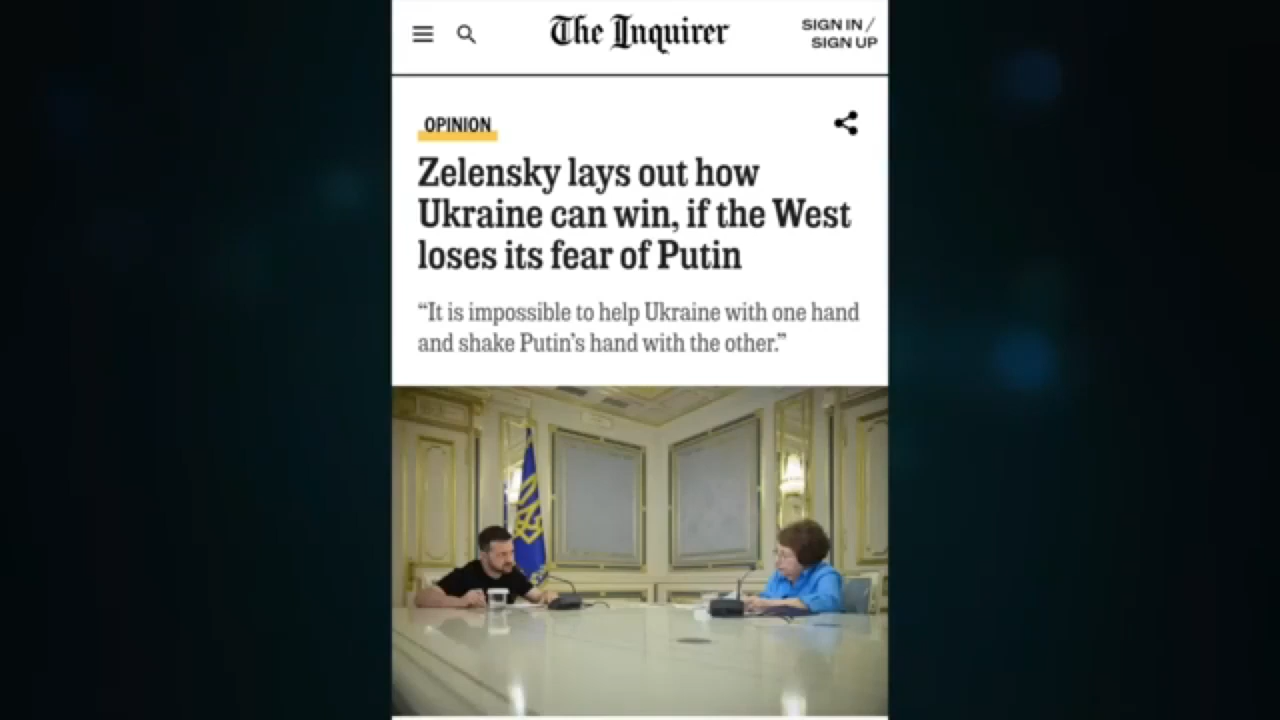 The Inquirer
SIGN IN /
SIGN UP
OPINION
Zelensky lays out how
Ukraine can win, if the West
loses its fear of Putin
“It is impossible to help Ukraine with one hand
and shake Putin’s hand with the other.”